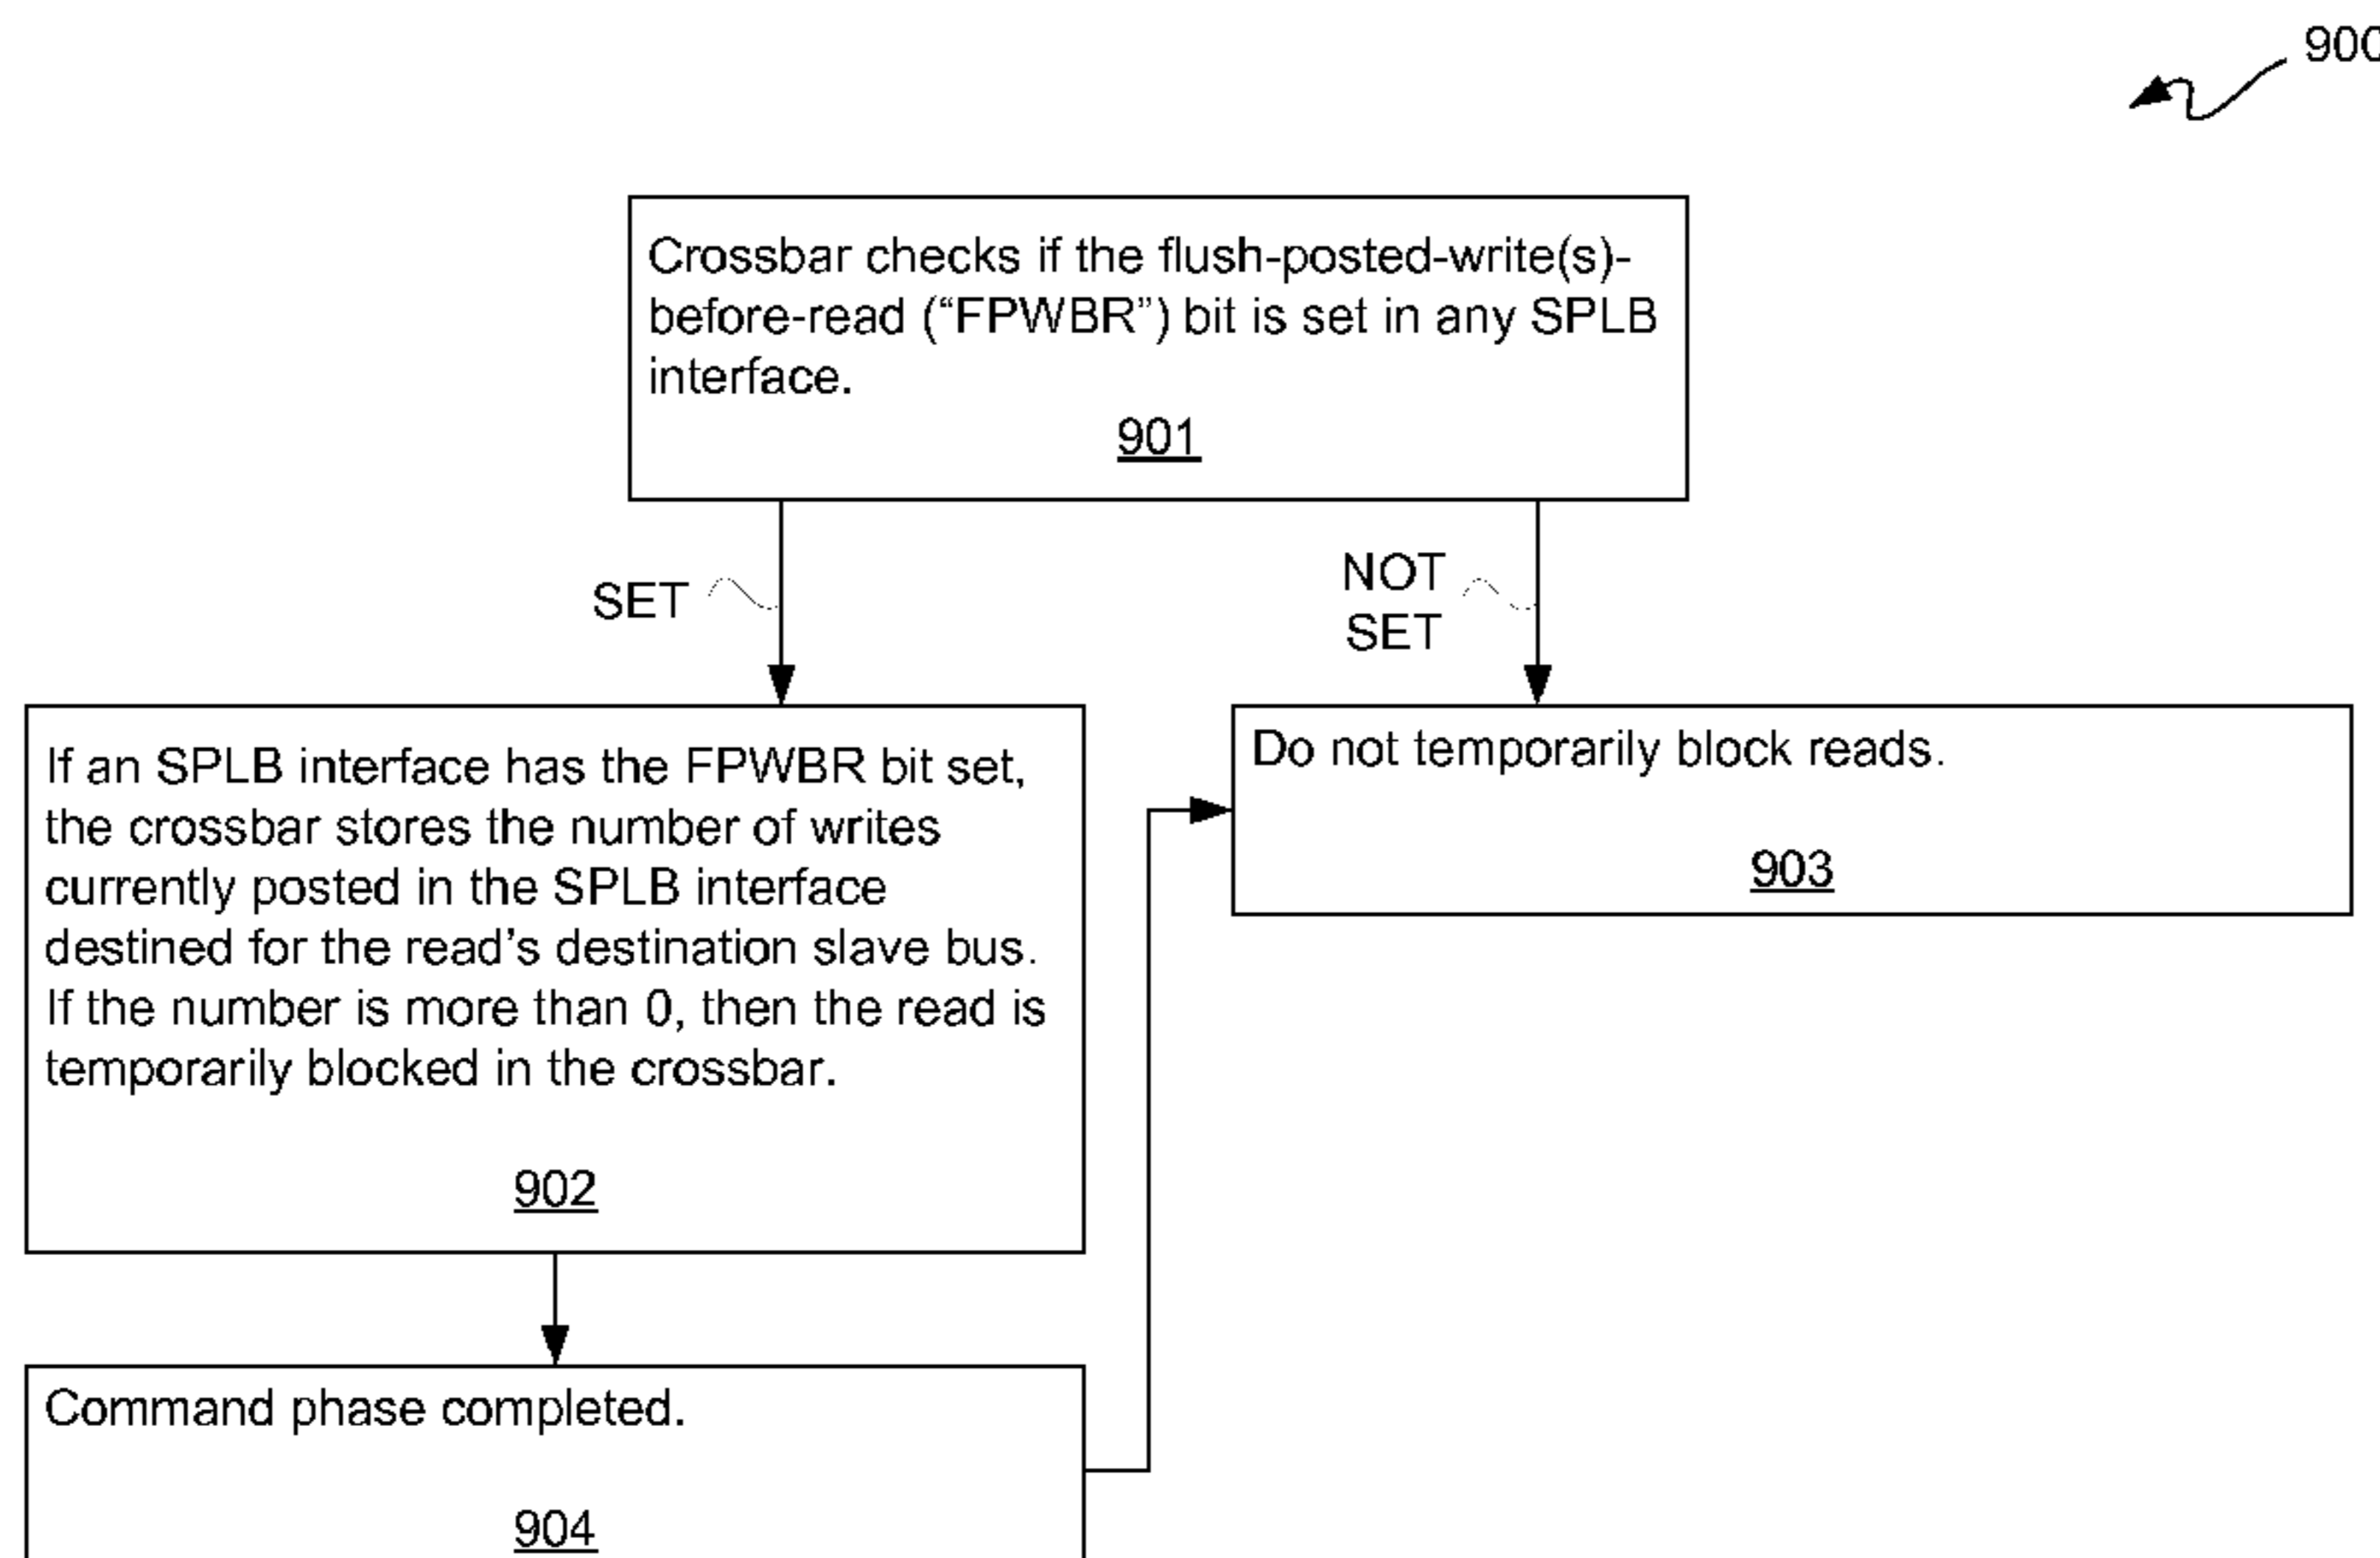 900
Crossbar checks if the flush-posted-write(s)-
before-read (“FPWBR”) bit is set in any SPLB
interface.
901
SET
NOT
SET
If an SPLB interface has the FPWBR bit set,
the crossbar stores the number of writes
currently posted in the SPLB interface
destined for the read’s destination slave bus.
If the number is more than 0, then the read is
temporarily blocked in the crossbar.
902
Do not temporarily block reads.
903
Command phase completed.
904